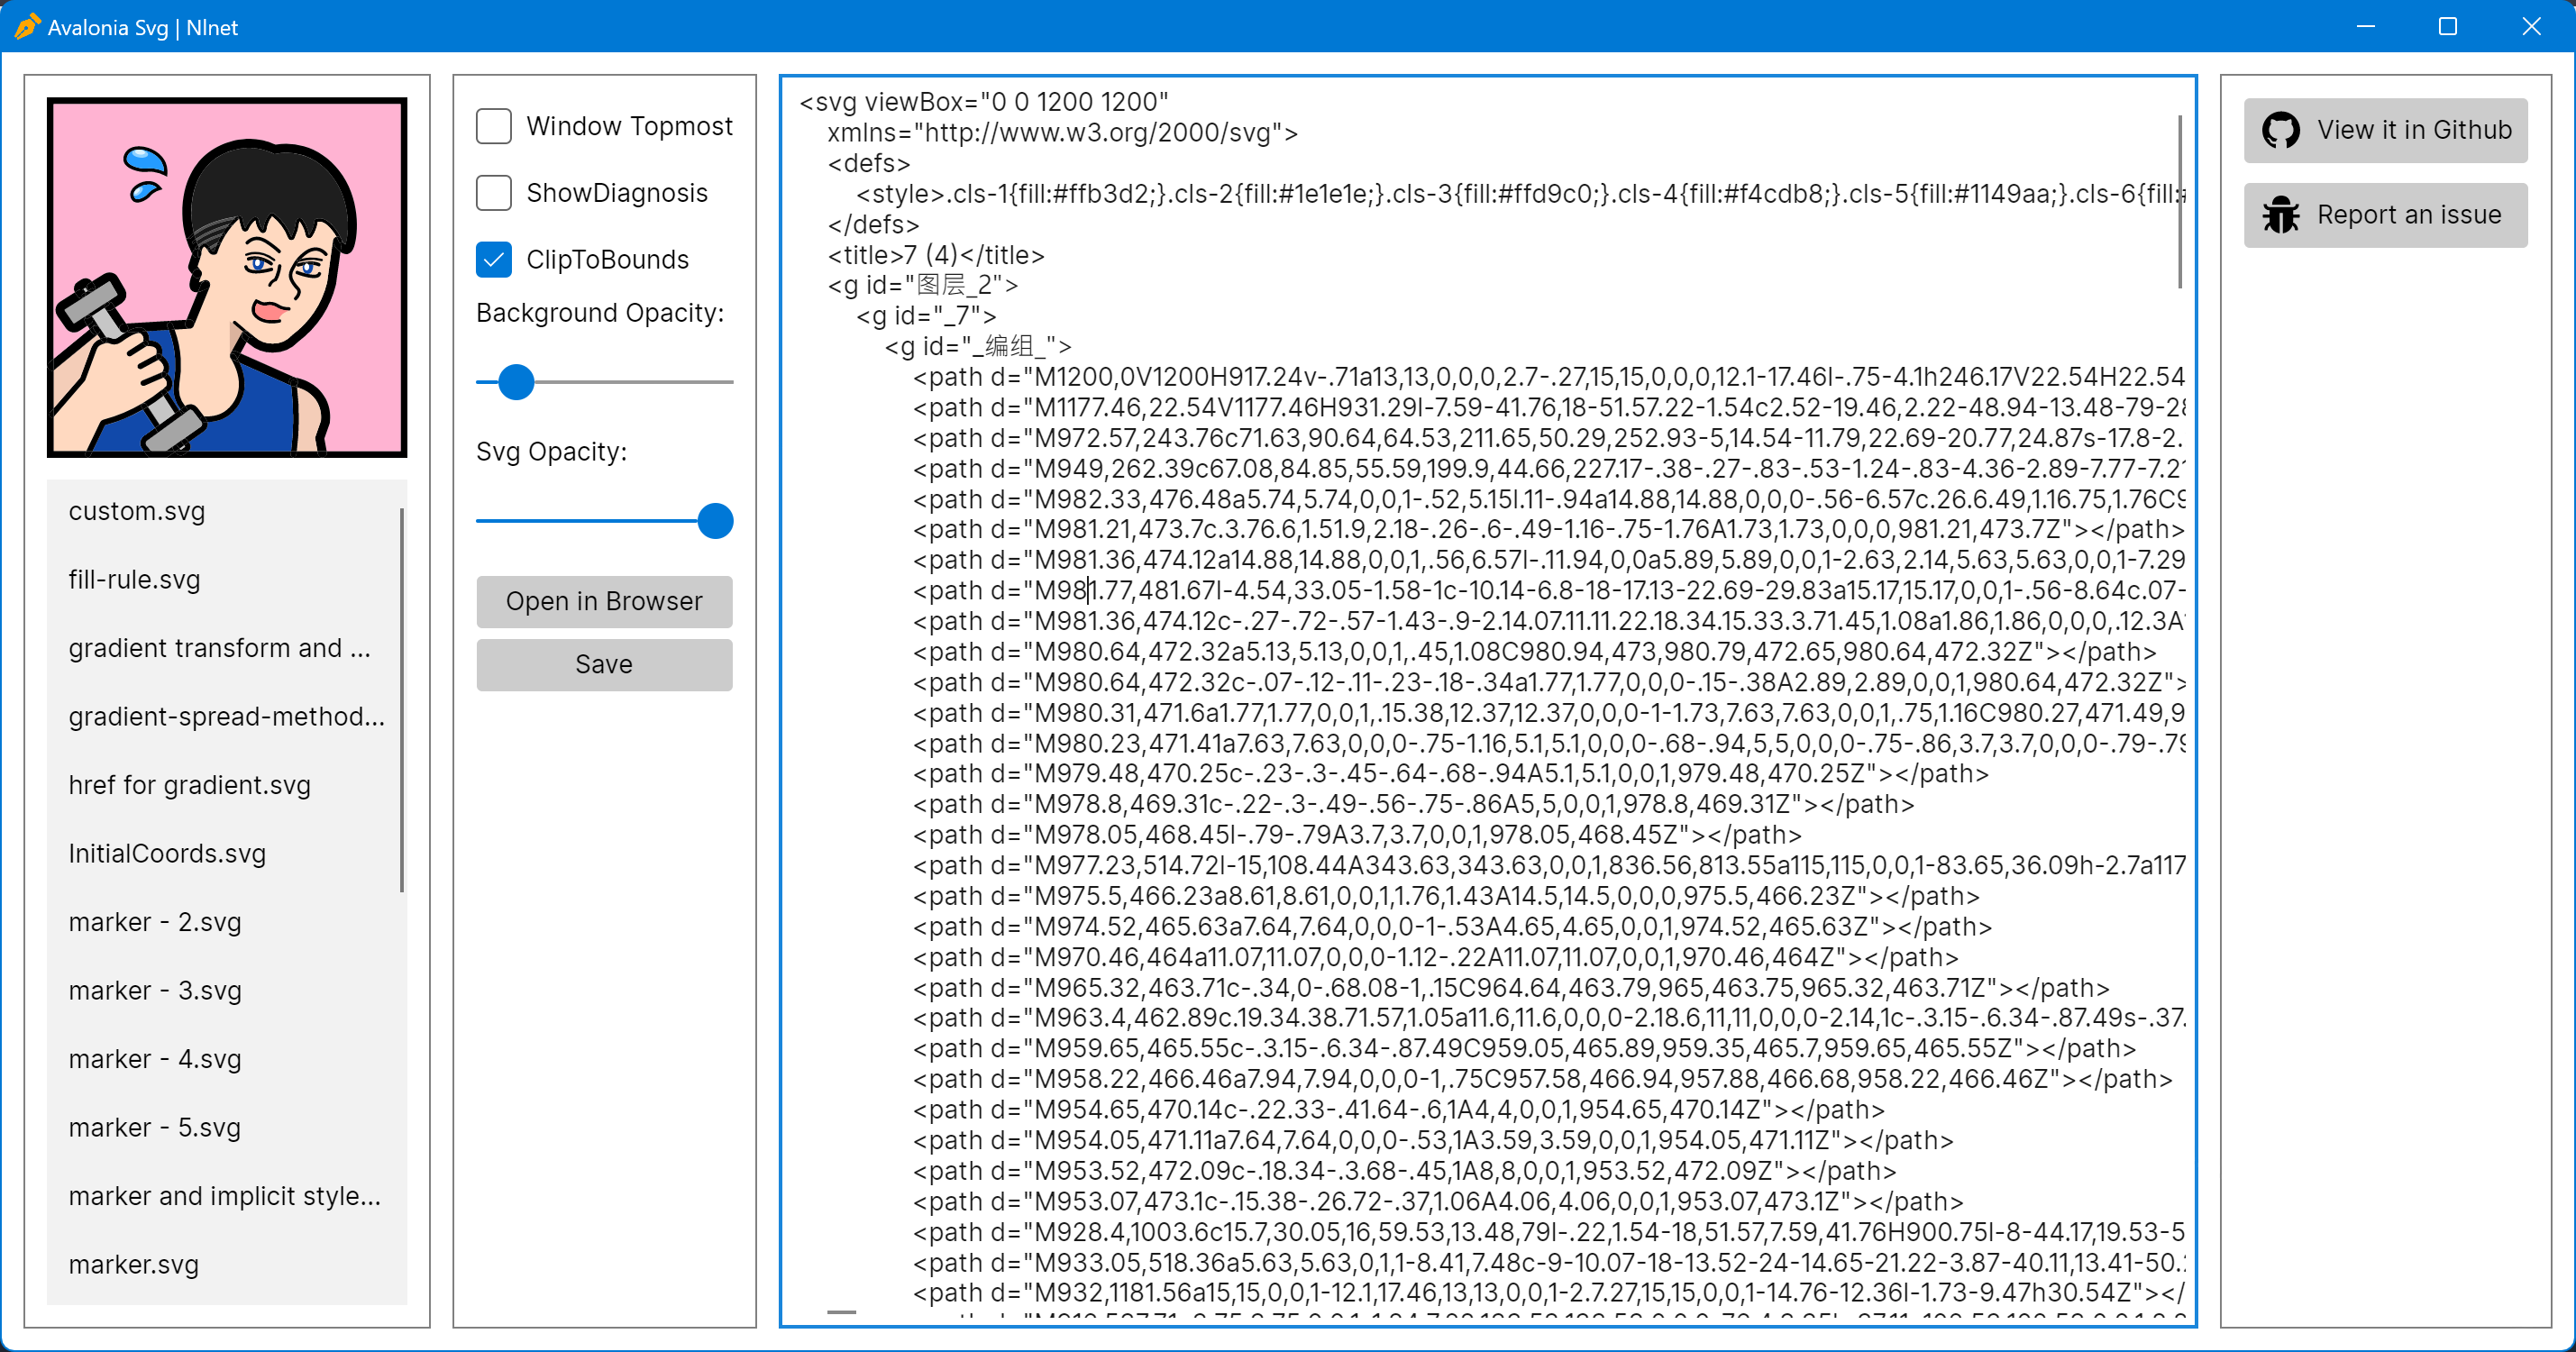 Avalonia Svg | Nlnet
custom.svg
fill-rule.svg
gradient transform and ...
gradient-spread-method...
href for gradient.svg
InitialCoords.svg
marker - 2.svg
marker - 3.svg
marker - 4.svg
marker - 5.svg
marker and implicit style...
marker.svg
Window Topmost
ShowDiagnosis
ClipToBounds
Background Opacity:
Svg Opacity:
Open in Browser
Save
<svg viewBox="0 0 1200 1200"
xmlns="http://www.w3.org/2000/svg">
<defs>
<style>.cls-1{fill:#ffb3d2;}.cls-2{fill:#1e1e1e;}.cls-3{fill:#ffd9c0;}.cls-4{fill:#f4cdb8;}.cls-5{fill:#1149aa;}.cls-6{fill:#
</defs>
<title>7 (4)</title>
<g id="图层_2">
<g id="_7">
<g id="_编组_">
<path d="M1200,0V1200H917.24v-.71a13,13,0,0,0,2.7-.27,15,15,0,0,0,12.1-17.46l-.75-4.1h246.17V22.54H22.54
<path d="M1177.46,22.54V1177.46H931.29l-7.59-41.76,18-51.57.22-1.54c2.52-19.46,2.22-48.94-13.48-79-28
<path d="M972.57,243.76c71.63,90.64,64.53,211.65,50.29,252.93-5,14.54-11.79,22.69-20.77,24.87s-17.8-2.
<path d="M949,262.39c67.08,84.85,55.59,199.9,44.66,227.17-.38-.27-.83-.53-1.24-.83-4.36-2.89-7.77-7.21
<path d="M982.33,476.48a5.74,5.74,0,0,1-.52,5.15l.11-.94a14.88,14.88,0,0,0-.56-6.57c.26.6.49,1.16.75,1.76C9
<path d="M981.21,473.7c.3.76.6,1.51.9,2.18-.26-.6-.49-1.16-.75-1.76A1.73,1.73,0,0,0,981.21,473.7Z"></path>
<path d="M981.36,474.12a14.88,14.88,0,0,1,.56,6.57l-.11.94,0,0a5.89,5.89,0,0,1-2.63,2.14,5.63,5.63,0,0,1-7.29
<path d="M981.77,481.67l-4.54,33.05-1.58-1c-10.14-6.8-18-17.13-22.69-29.83a15.17,15.17,0,0,1-.56-8.64c.07-
<path d="M981.36,474.12c-.27-.72-.57-1.43-.9-2.14.07.11.11.22.18.34.15.33.3.71.45,1.08a1.86,1.86,0,0,0,.12.3A
<path d="M980.64,472.32a5.13,5.13,0,0,1,.45,1.08C980.94,473,980.79,472.65,980.64,472.32Z"></path>
<path d="M980.64,472.32c-.07-.12-.11-.23-.18-.34a1.77,1.77,0,0,0-.15-.38A2.89,2.89,0,0,1,980.64,472.32Z">
<path d="M980.31,471.6a1.77,1.77,0,0,1,.15.38,12.37,12.37,0,0,0-1-1.73,7.63,7.63,0,0,1,.75,1.16C980.27,471.49,9
<path d="M980.23,471.41a7.63,7.63,0,0,0-.75-1.16,5.1,5.1,0,0,0-.68-.94,5,5,0,0,0-.75-.86,3.7,3.7,0,0,0-.79-.79
<path d="M979.48,470.25c-.23-.3-.45-.64-.68-.94A5.1,5.1,0,0,1,979.48,470.25Z"></path>
<path d="M978.8,469.31c-.22-.3-.49-.56-.75-.86A5,5,0,0,1,978.8,469.31Z"></path>
<path d="M978.05,468.45l-.79-.79A3.7,3.7,0,0,1,978.05,468.45Z"></path>
<path d="M977.23,514.72l-15,108.44A343.63,343.63,0,0,1,836.56,813.55a115,115,0,0,1-83.65,36.09h-2.7a117
<path d="M975.5,466.23a8.61,8.61,0,0,1,1.76,1.43A14.5,14.5,0,0,0,975.5,466.23Z"></path>
<path d="M974.52,465.63a7.64,7.64,0,0,0-1-.53A4.65,4.65,0,0,1,974.52,465.63Z"></path>
<path d="M970.46,464a11.07,11.07,0,0,0-1.12-.22A11.07,11.07,0,0,1,970.46,464Z"></path>
<path d="M965.32,463.71c-.34,0-.68.08-1,.15C964.64,463.79,965,463.75,965.32,463.71Z"></path>
<path d="M963.4,462.89c.19.34.38.71.57,1.05a11.6,11.6,0,0,0-2.18.6,11,11,0,0,0-2.14,1c-.3.15-.6.34-.87.49s-.37.
<path d="M959.65,465.55c-.3.15-.6.34-.87.49C959.05,465.89,959.35,465.7,959.65,465.55Z"></path>
<path d="M958.22,466.46a7.94,7.94,0,0,0-1,.75C957.58,466.94,957.88,466.68,958.22,466.46Z"></path>
<path d="M954.65,470.14c-.22.33-.41.64-.6,1A4,4,0,0,1,954.65,470.14Z"></path>
<path d="M954.05,471.11a7.64,7.64,0,0,0-.53,1A3.59,3.59,0,0,1,954.05,471.11Z"></path>
<path d="M953.52,472.09c-.18.34-.3.68-.45,1A8,8,0,0,1,953.52,472.09Z"></path>
<path d="M953.07,473.1c-.15.38-.26.72-.37,1.06A4.06,4.06,0,0,1,953.07,473.1Z"></path>
<path d="M928.4,1003.6c15.7,30.05,16,59.53,13.48,79l-.22,1.54-18,51.57,7.59,41.76H900.75l-8-44.17,19.53-5
<path d="M933.05,518.36a5.63,5.63,0,1,1-8.41,7.48c-9-10.07-18-13.52-24-14.65-21.22-3.87-40.11,13.41-50.
<path d="M932,1181.56a15,15,0,0,1-12.1,17.46,13,13,0,0,1-2.7.27,15,15,0,0,1-14.76-12.36l-1.73-9.47h30.54Z"></
View it in Github
Report an issue